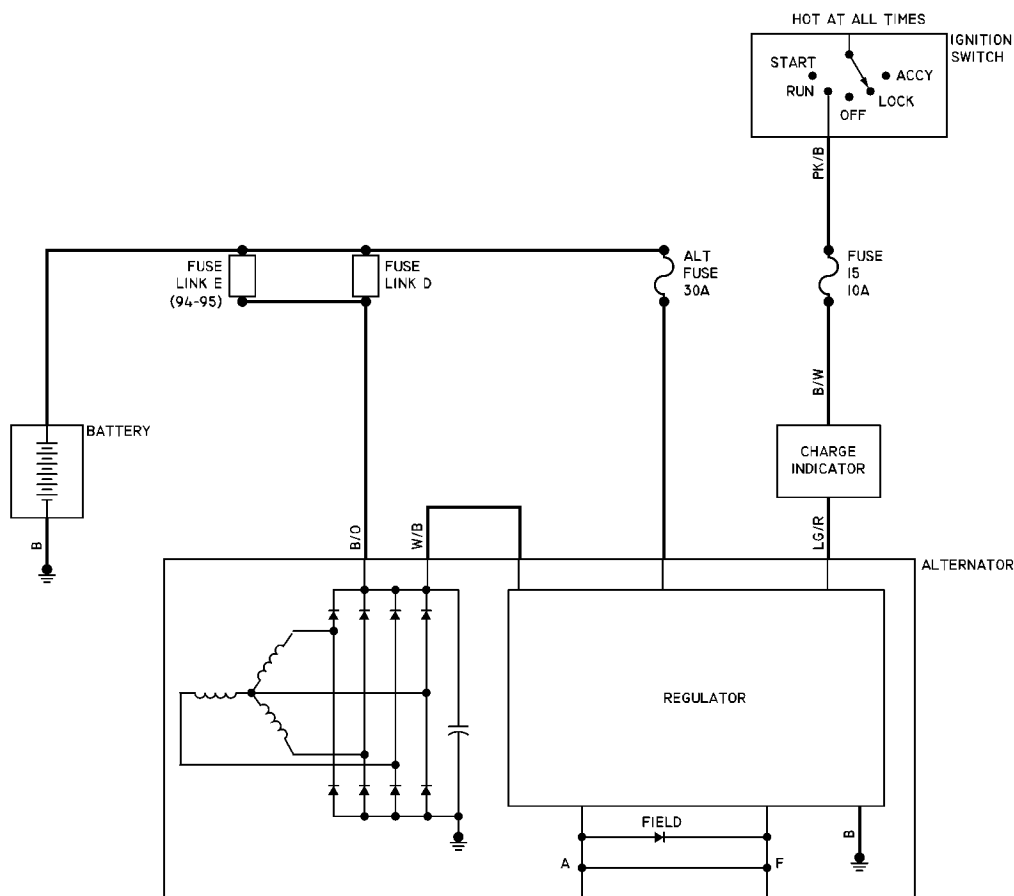 HOT AT ALL TIMES
IGNITION
SWITCH
START
ACCY
RUN
LOCK
OFF
PK/B
FUSE
LINK E
(94-95)
FUSE
LINK D
ALT
FUSE
30A
FUSE
15
10A
B/W
BATTERY
CHARGE
INDICATOR
B
B/O
W/B
LG/R
ALTERNATOR
REGULATOR
FIELD
B
A
F